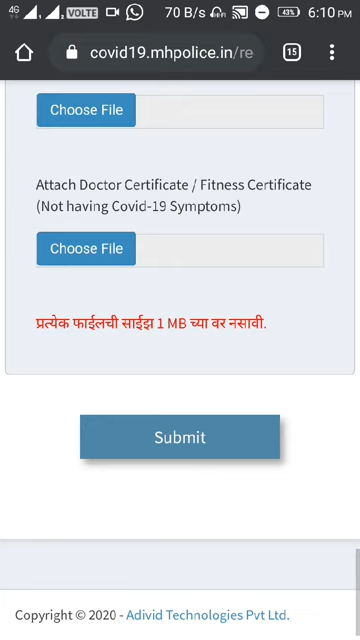 4G 1 2 VOLTE 70 B/s 43% 6:10 PM
covid19.mhpolice.in/re 15
Choose File
Attach Doctor Certificate / Fitness Certificate
(Not having Covid-19 Symptoms)
Choose File
प्रत्येक फाईलची साईझ 1 MB च्या वर नसावी.
Submit
Copyright © 2020 - Adivid Technologies Pvt Ltd.